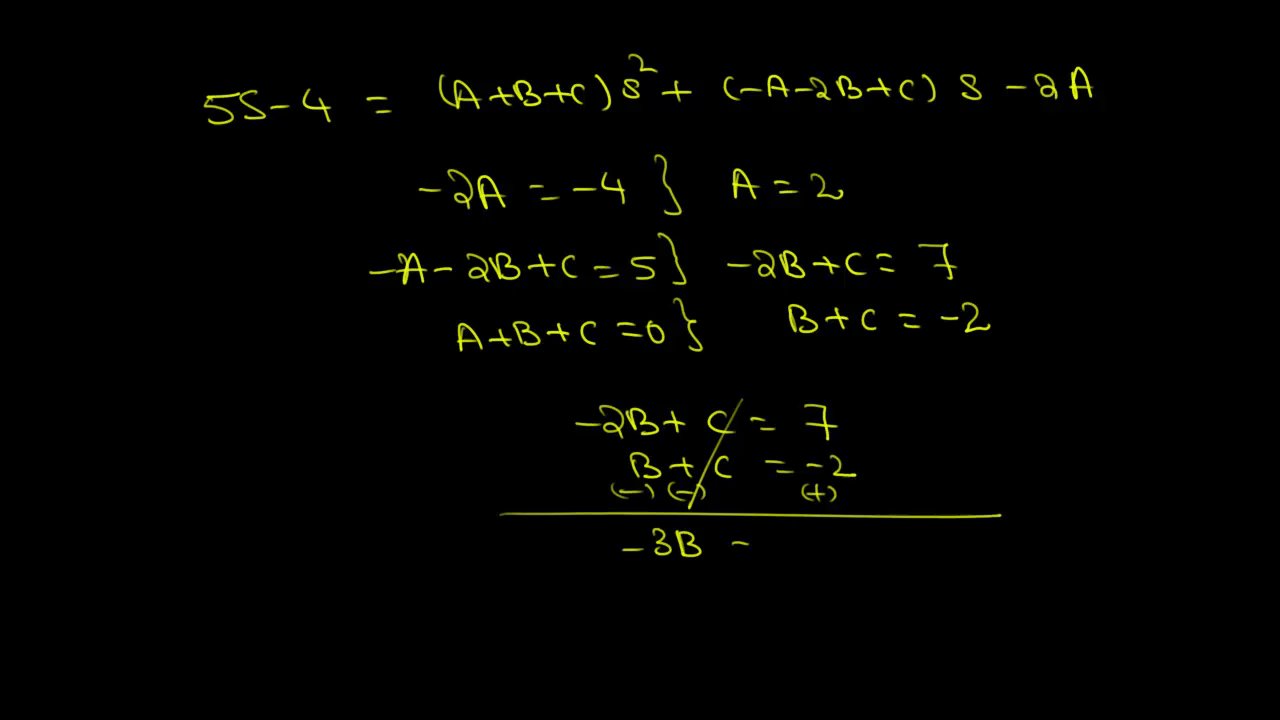 5S-4 = (A+B+C)s² + (-A-2B+C) s - 2A
-2A = -4 } A = 2
-A-2B+C = 5 } -2B+C = 7
A+B+C = 0 } B+C = -2
-2B + C = 7
B + C = -2
(-) (-) (+)
-3B -